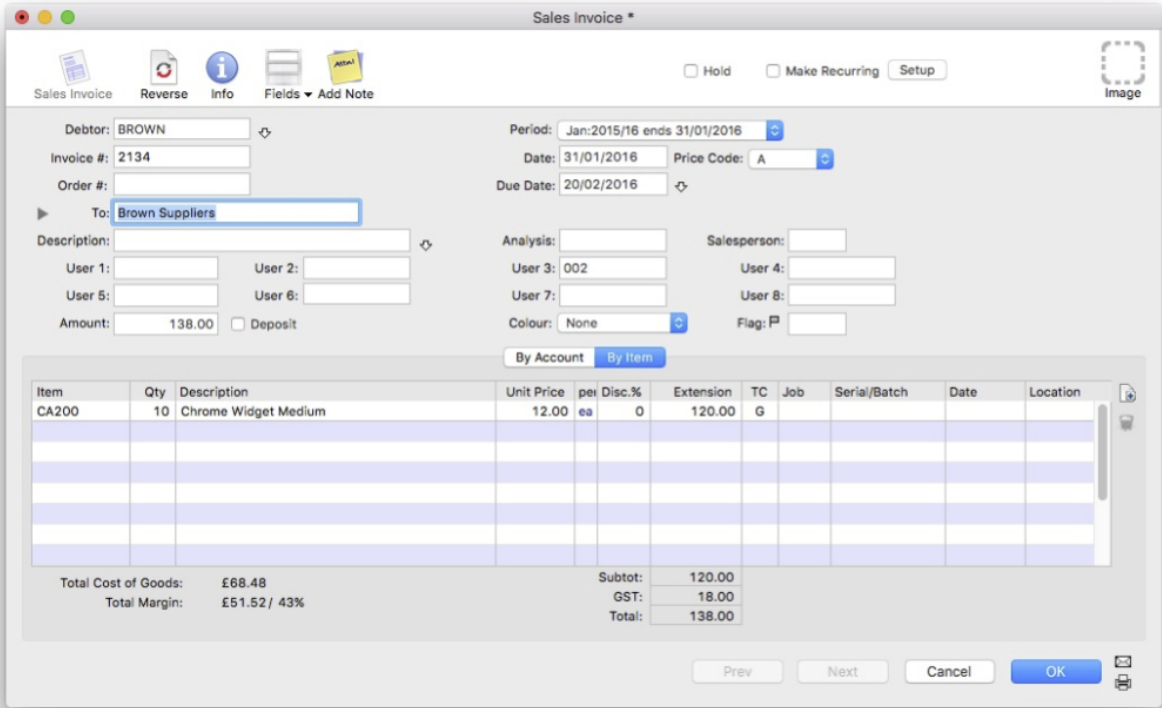 Sales Invoice *
Hold Make Recurring Setup
Sales Invoice Reverse Info Fields Add Note Image
Debtor: BROWN Period: Jan:2015/16 ends 31/01/2016
Invoice #: 2134 Date: 31/01/2016 Price Code: A
Order #: Due Date: 20/02/2016
To: Brown Suppliers
Description: Analysis: Salesperson:
User 1: User 2: User 3: 002 User 4:
User 5: User 6: User 7: User 8:
Amount: 138.00 Deposit Colour: None Flag:
By Account By Item
Item Qty Description Unit Price per Disc.% Extension TC Job Serial/Batch Date Location
CA200 10 Chrome Widget Medium 12.00 ea 0 120.00 G
Total Cost of Goods: £68.48 Subtot: 120.00
Total Margin: £51.52/ 43% GST: 18.00
Total: 138.00
Prev Next Cancel OK